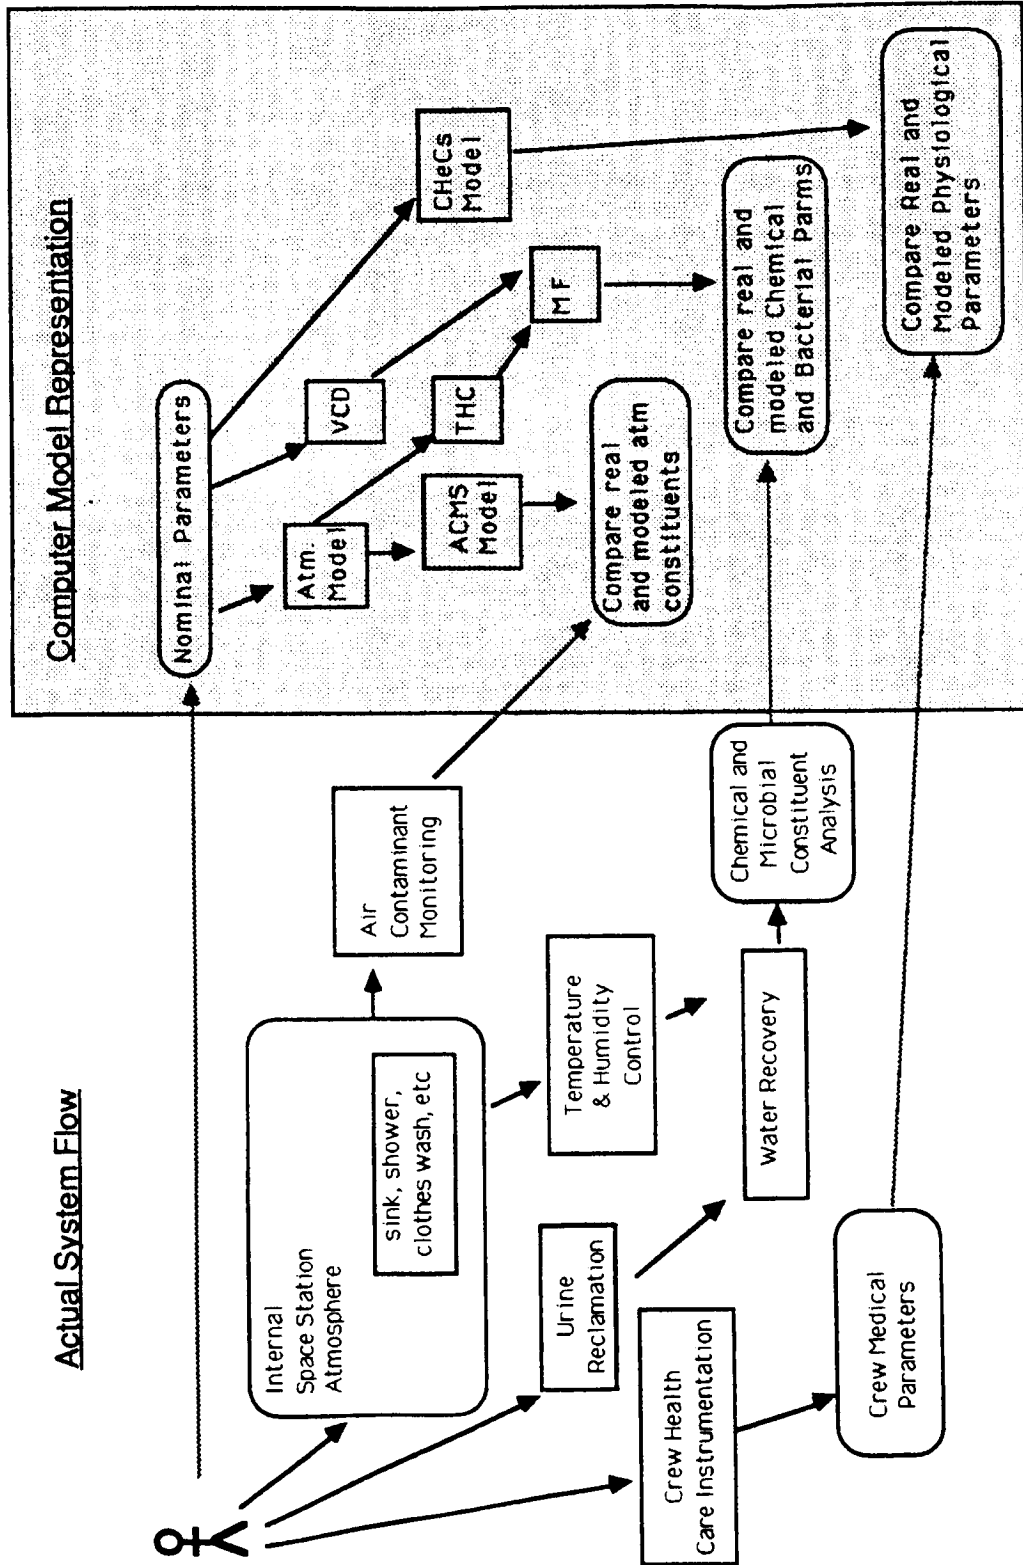 Actual System Flow
Internal
Space Station
Atmosphere
sink, shower,
clothes wash, etc
Air
Contaminant
Monitoring
Urine
Reclamation
Temperature
& Humidity
Control
Crew Health
Care Instrumentation
Water Recovery
Chemical and
Microbial
Constituent
Analysis
Crew Medical
Parameters
Computer Model Representation
Nominal Parameters
Atm.
Model
VCD
CHeCs
Model
ACMS
Model
THC
MF
Compare real
and modeled atm
constituents
Compare real and
modeled Chemical
and Bacterial Parms
Compare Real and
Modeled Physiological
Parameters